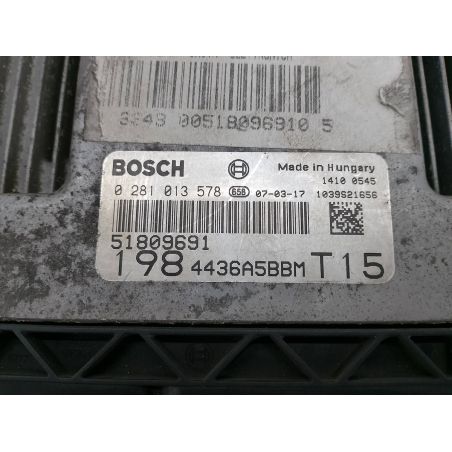 3348 00518096910 5
BOSCH Made in Hungary
0 281 013 578 656 07-03-17 1410 0545
1039S21656
51809691
198 4436A5BBM T15